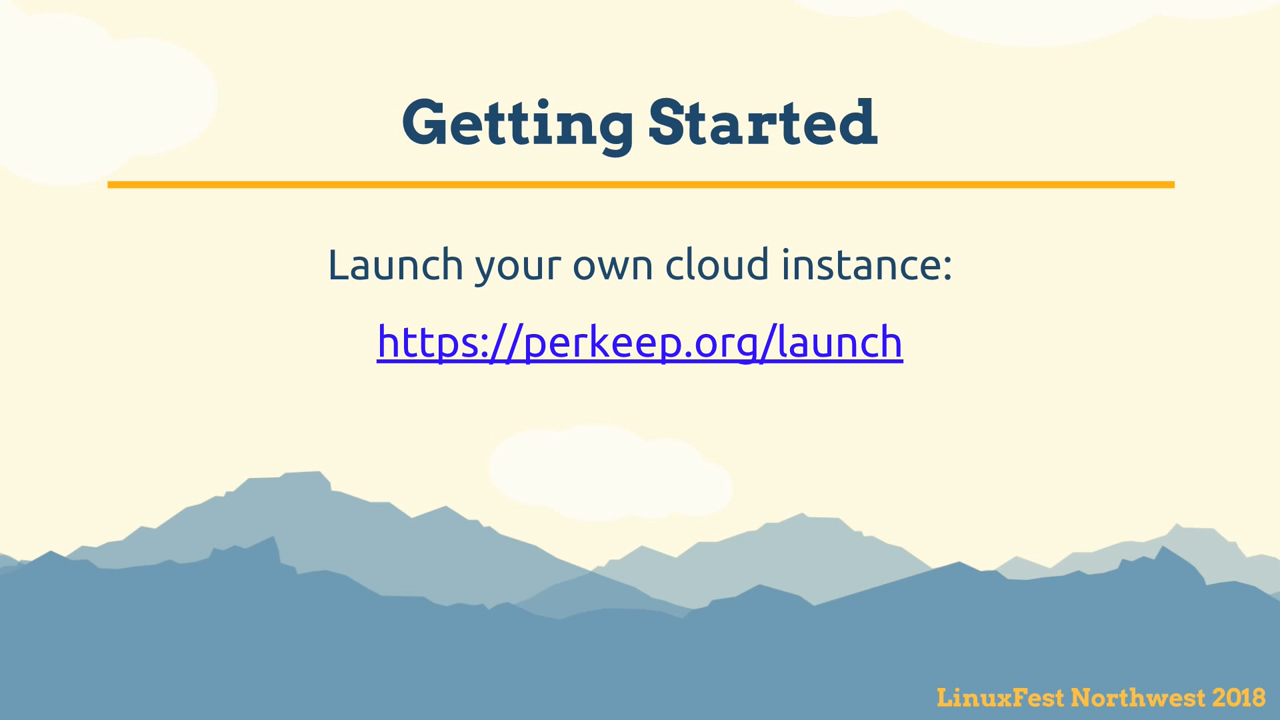 Getting Started
Launch your own cloud instance:
https://perkeep.org/launch
LinuxFest Northwest 2018